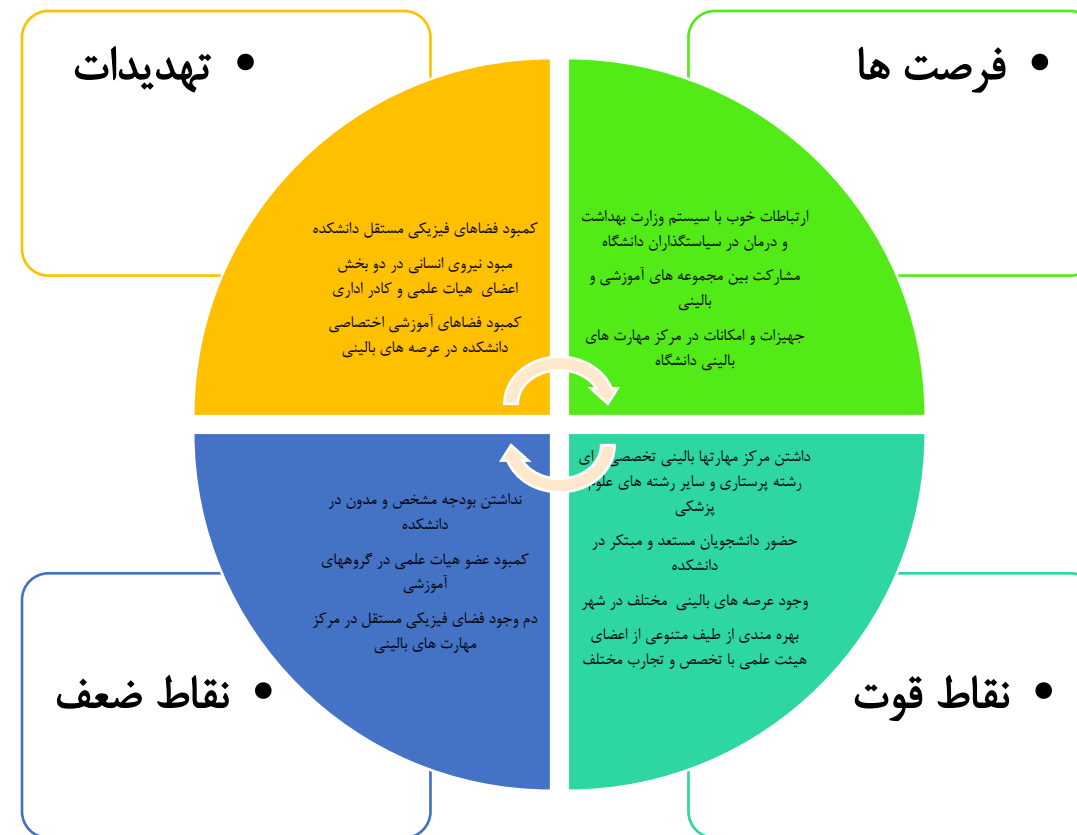 • فرصت ها
ارتباطات خوب با سیستم وزارت بهداشت
و درمان در سیاستگذاران دانشگاه
مشارکت بین مجموعه های آموزشی و
بالینی
جهیزات و امکانات در مرکز مهارت های
بالینی دانشگاه
• تهدیدات
کمبود فضاهای فیزیکی مستقل دانشکده
مبود نیروی انسانی در دو بخش
اعضای هیات علمی و کادر اداری
کمبود فضاهای آموزشی اختصاصی
دانشکده در عرصه های بالینی
داشتن مرکز مهارتها بالینی تخصصی
رشته پرستاری و سایر رشته های علوم
پزشکی
حضور دانشجویان مستعد و مبتکر در
دانشکده
وجود عرصه های بالینی مختلف در شهر
بهره مندی از طیف متنوعی از اعضای
هیئت علمی با تخصص و تجارب مختلف
• نقاط قوت
نداشتن بودجه مشخص و مدون در
دانشکده
کمبود عضو هیات علمی در گروههای
آموزشی
دم وجود فضای فیزیکی مستقل در مرکز
مهارت های بالینی
• نقاط ضعف